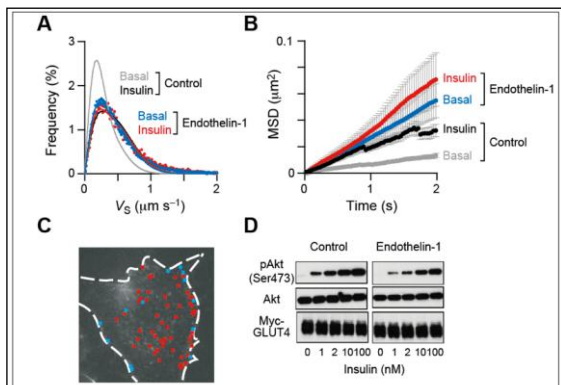 A
Frequency (%)
3
2
1
0
0 1 2
Vs (μm s⁻¹)
Basal
Insulin
Control
Basal
Insulin
Endothelin-1
B
MSD (μm²)
0.1
0
0 1 2
Time (s)
Insulin
Basal
Endothelin-1
Insulin
Basal
Control
C
D
Control Endothelin-1
pAkt
(Ser473)
Akt
Myc-
GLUT4
0 1 2 10 100 0 1 2 10 100
Insulin (nM)